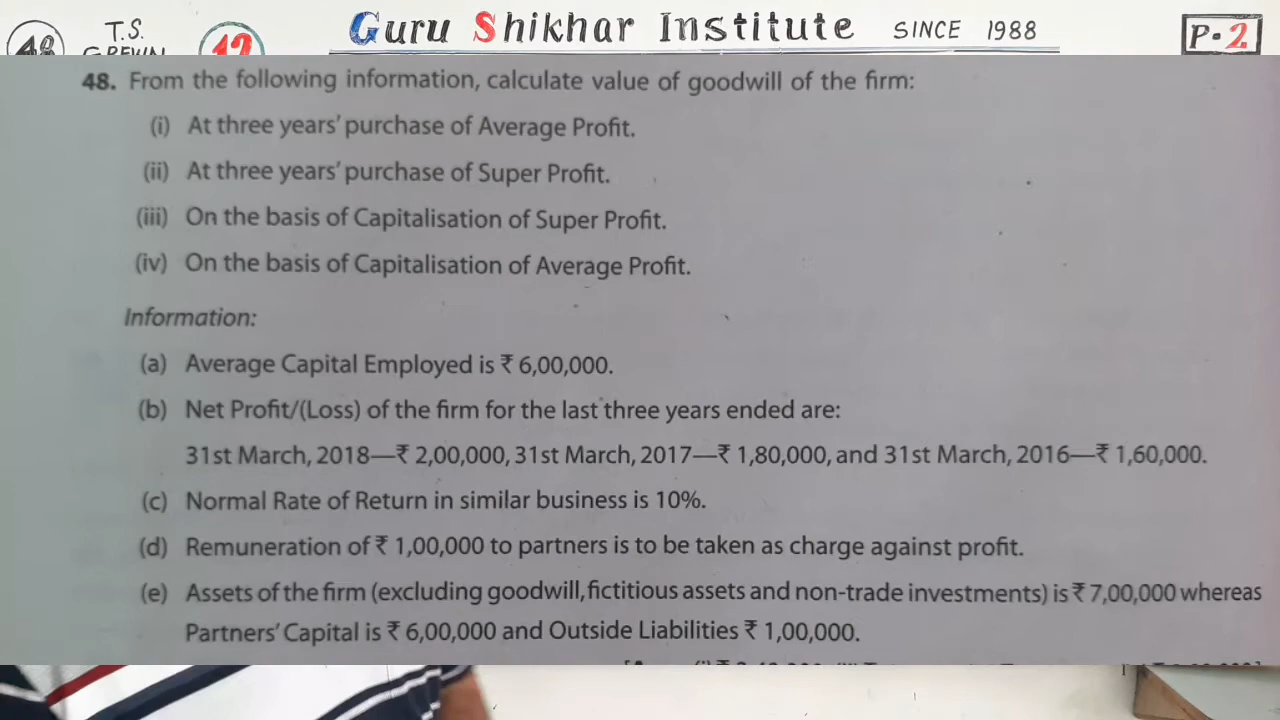 48 T.S. GREWAL 12 Guru Shikhar Institute SINCE 1988 P-2
48. From the following information, calculate value of goodwill of the firm:
(i) At three years' purchase of Average Profit.
(ii) At three years' purchase of Super Profit.
(iii) On the basis of Capitalisation of Super Profit.
(iv) On the basis of Capitalisation of Average Profit.
Information:
(a) Average Capital Employed is ₹ 6,00,000.
(b) Net Profit/(Loss) of the firm for the last three years ended are:
31st March, 2018—₹ 2,00,000, 31st March, 2017—₹ 1,80,000, and 31st March, 2016—₹ 1,60,000.
(c) Normal Rate of Return in similar business is 10%.
(d) Remuneration of ₹ 1,00,000 to partners is to be taken as charge against profit.
(e) Assets of the firm (excluding goodwill, fictitious assets and non-trade investments) is ₹ 7,00,000 whereas
Partners' Capital is ₹ 6,00,000 and Outside Liabilities ₹ 1,00,000.